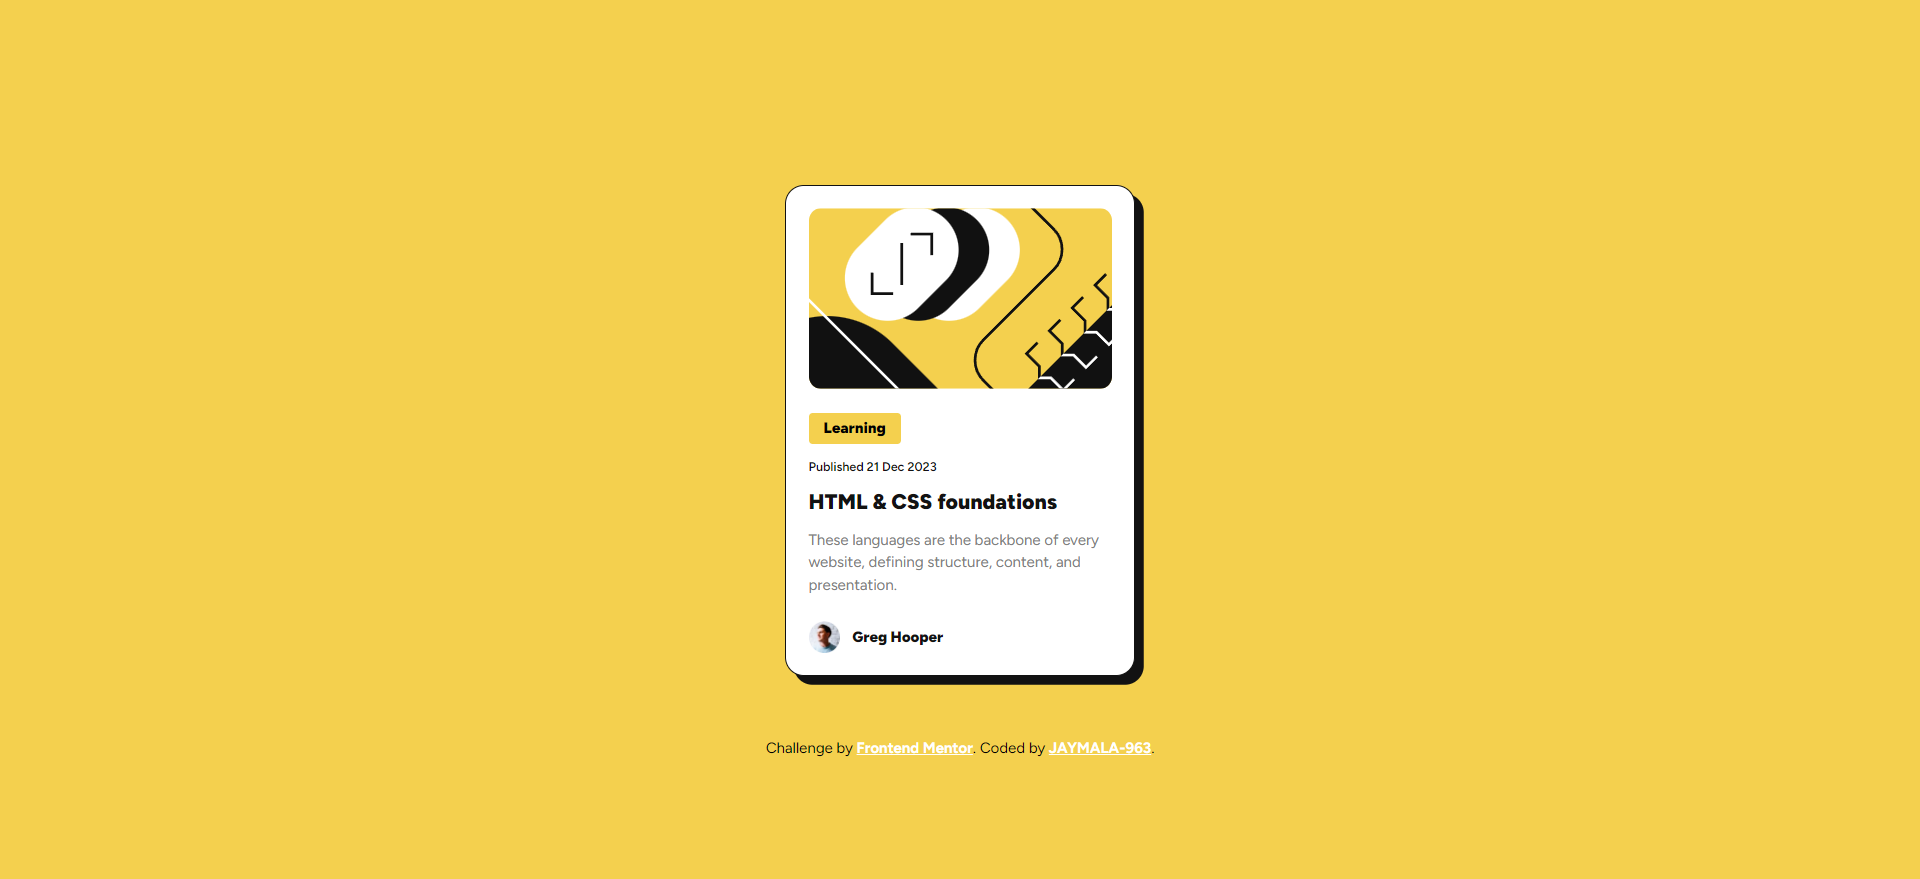 Learning
Published 21 Dec 2023
HTML & CSS foundations
These languages are the backbone of every
website, defining structure, content, and
presentation.
Greg Hooper
Challenge by Frontend Mentor. Coded by JAYMALA-963.